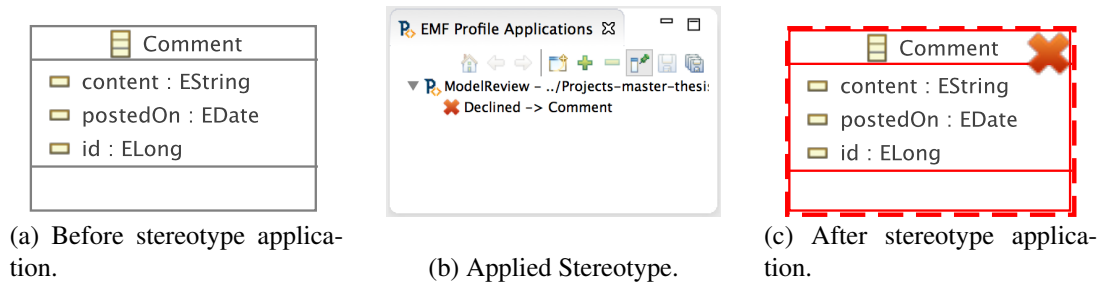 Comment
content : EString
postedOn : EDate
id : ELong
(a) Before stereotype applica-
tion.
EMF Profile Applications
ModelReview - ../Projects-master-thesis
Declined -> Comment
(b) Applied Stereotype.
Comment
content : EString
postedOn : EDate
id : ELong
(c) After stereotype applica-
tion.